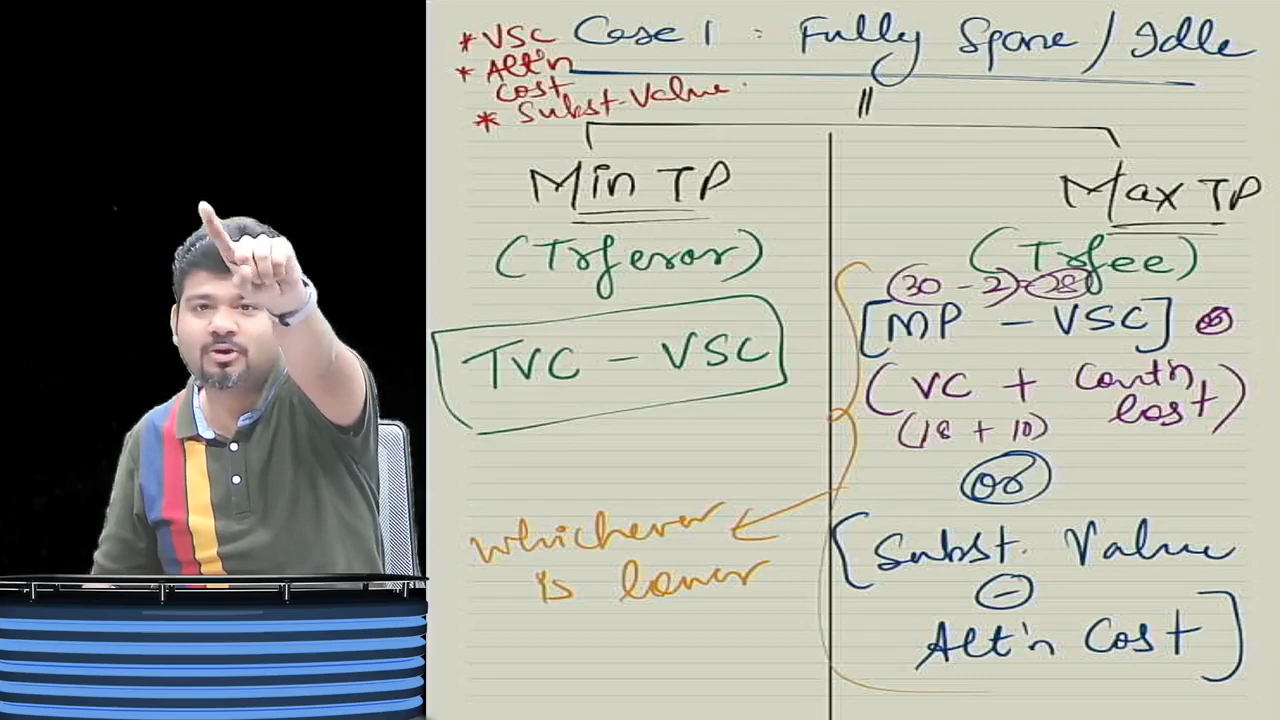 * VSC
* Alt'n
cost
* Subst. Value.
Case 1 : Fully Spare / Idle
Min TP
(Trferor)
TVC - VSC
Max TP
(Trfee)
(30 - 2) = 28
[MP - VSC]
(VC + Contn
lost)
(18 + 10)
or
[Subst. Value
-
Alt'n Cost]
whichever
is lower